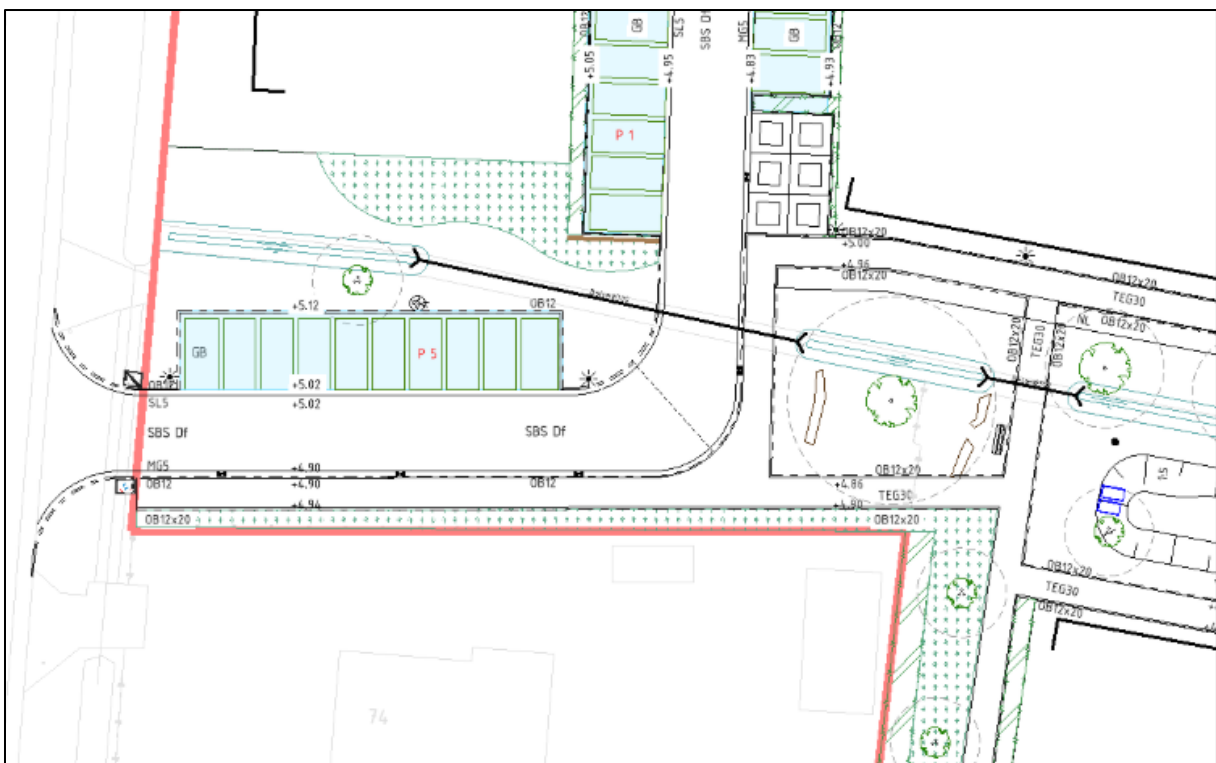 OB12
GB
SL5
SBS Df
MG5
GB
OB12
+5.05
+4.95
+4.83
+4.93
P 1
OB12x20
+5.00
+4.96
OB12x20
OB12x20
TEG30
+5.12
OB12
OB12x20
TEG30
OB12x20
NL
OB12x20
GB
P 5
OB12
+5.02
SL5
+5.02
SBS Df
SBS Df
MG5
+4.90
OB12
+4.90
OB12
OB12x20
+4.86
TEG30
+4.94
+4.90
OB12x20
OB12x20
OB12x20
TEG30
OB12x20
74